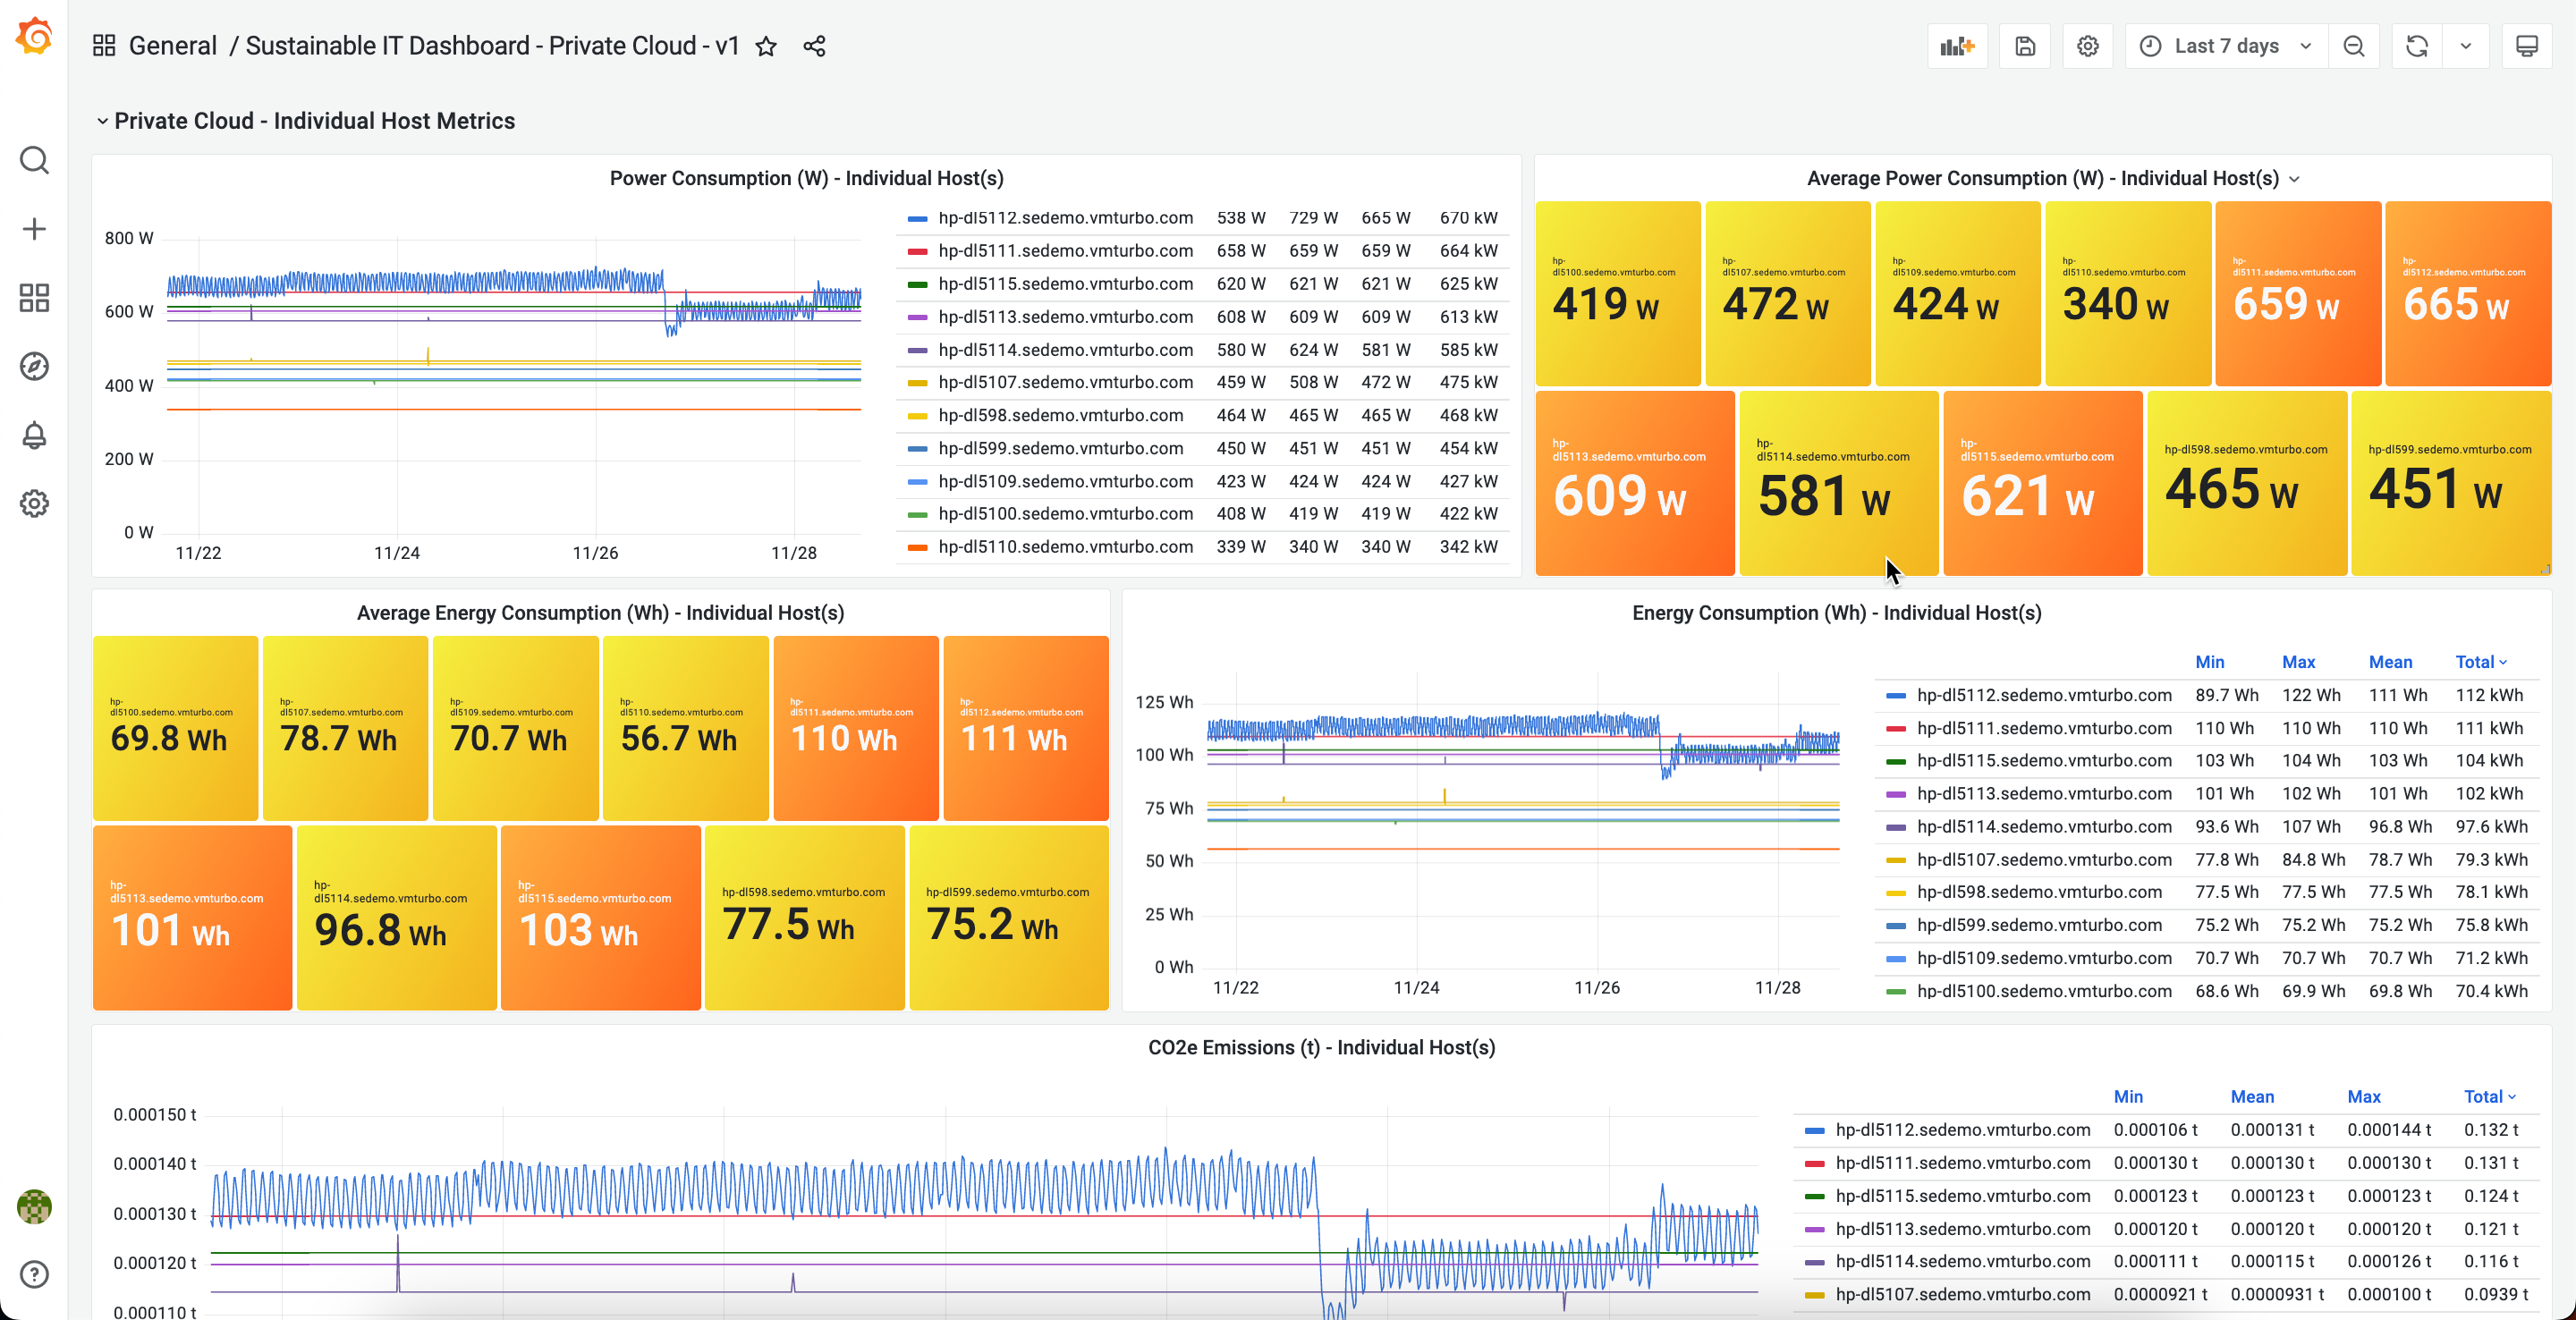 General / Sustainable IT Dashboard - Private Cloud - v1
Last 7 days
Private Cloud - Individual Host Metrics
Power Consumption (W) - Individual Host(s)
800 W
600 W
400 W
200 W
0 W
11/22 11/24 11/26 11/28
hp-dl5112.sedemo.vmturbo.com 538 W 729 W 665 W 670 kW
hp-dl5111.sedemo.vmturbo.com 658 W 659 W 659 W 664 kW
hp-dl5115.sedemo.vmturbo.com 620 W 621 W 621 W 625 kW
hp-dl5113.sedemo.vmturbo.com 608 W 609 W 609 W 613 kW
hp-dl5114.sedemo.vmturbo.com 580 W 624 W 581 W 585 kW
hp-dl5107.sedemo.vmturbo.com 459 W 508 W 472 W 475 kW
hp-dl598.sedemo.vmturbo.com 464 W 465 W 465 W 468 kW
hp-dl599.sedemo.vmturbo.com 450 W 451 W 451 W 454 kW
hp-dl5109.sedemo.vmturbo.com 423 W 424 W 424 W 427 kW
hp-dl5100.sedemo.vmturbo.com 408 W 419 W 419 W 422 kW
hp-dl5110.sedemo.vmturbo.com 339 W 340 W 340 W 342 kW
Average Power Consumption (W) - Individual Host(s)
hp-
dl5100.sedemo.vmturbo.com
419 W
hp-
dl5107.sedemo.vmturbo.com
472 W
hp-
dl5109.sedemo.vmturbo.com
424 W
hp-
dl5110.sedemo.vmturbo.com
340 W
hp-
dl5111.sedemo.vmturbo.com
659 W
hp-
dl5112.sedemo.vmturbo.com
665 W
hp-
dl5113.sedemo.vmturbo.com
609 W
hp-
dl5114.sedemo.vmturbo.com
581 W
hp-
dl5115.sedemo.vmturbo.com
621 W
hp-dl598.sedemo.vmturbo.com
465 W
hp-dl599.sedemo.vmturbo.com
451 W
Average Energy Consumption (Wh) - Individual Host(s)
hp-
dl5100.sedemo.vmturbo.com
69.8 Wh
hp-
dl5107.sedemo.vmturbo.com
78.7 Wh
hp-
dl5109.sedemo.vmturbo.com
70.7 Wh
hp-
dl5110.sedemo.vmturbo.com
56.7 Wh
hp-
dl5111.sedemo.vmturbo.com
110 Wh
hp-
dl5112.sedemo.vmturbo.com
111 Wh
hp-
dl5113.sedemo.vmturbo.com
101 Wh
hp-
dl5114.sedemo.vmturbo.com
96.8 Wh
hp-
dl5115.sedemo.vmturbo.com
103 Wh
hp-dl598.sedemo.vmturbo.com
77.5 Wh
hp-dl599.sedemo.vmturbo.com
75.2 Wh
Energy Consumption (Wh) - Individual Host(s)
125 Wh
100 Wh
75 Wh
50 Wh
25 Wh
0 Wh
11/22 11/24 11/26 11/28
Min Max Mean Total
hp-dl5112.sedemo.vmturbo.com 89.7 Wh 122 Wh 111 Wh 112 kWh
hp-dl5111.sedemo.vmturbo.com 110 Wh 110 Wh 110 Wh 111 kWh
hp-dl5115.sedemo.vmturbo.com 103 Wh 104 Wh 103 Wh 104 kWh
hp-dl5113.sedemo.vmturbo.com 101 Wh 102 Wh 101 Wh 102 kWh
hp-dl5114.sedemo.vmturbo.com 93.6 Wh 107 Wh 96.8 Wh 97.6 kWh
hp-dl5107.sedemo.vmturbo.com 77.8 Wh 84.8 Wh 78.7 Wh 79.3 kWh
hp-dl598.sedemo.vmturbo.com 77.5 Wh 77.5 Wh 77.5 Wh 78.1 kWh
hp-dl599.sedemo.vmturbo.com 75.2 Wh 75.2 Wh 75.2 Wh 75.8 kWh
hp-dl5109.sedemo.vmturbo.com 70.7 Wh 70.7 Wh 70.7 Wh 71.2 kWh
hp-dl5100.sedemo.vmturbo.com 68.6 Wh 69.9 Wh 69.8 Wh 70.4 kWh
CO2e Emissions (t) - Individual Host(s)
0.000150 t
0.000140 t
0.000130 t
0.000120 t
0.000110 t
Min Mean Max Total
hp-dl5112.sedemo.vmturbo.com 0.000106 t 0.000131 t 0.000144 t 0.132 t
hp-dl5111.sedemo.vmturbo.com 0.000130 t 0.000130 t 0.000130 t 0.131 t
hp-dl5115.sedemo.vmturbo.com 0.000123 t 0.000123 t 0.000123 t 0.124 t
hp-dl5113.sedemo.vmturbo.com 0.000120 t 0.000120 t 0.000120 t 0.121 t
hp-dl5114.sedemo.vmturbo.com 0.000111 t 0.000115 t 0.000126 t 0.116 t
hp-dl5107.sedemo.vmturbo.com 0.0000921 t 0.0000931 t 0.000100 t 0.0939 t